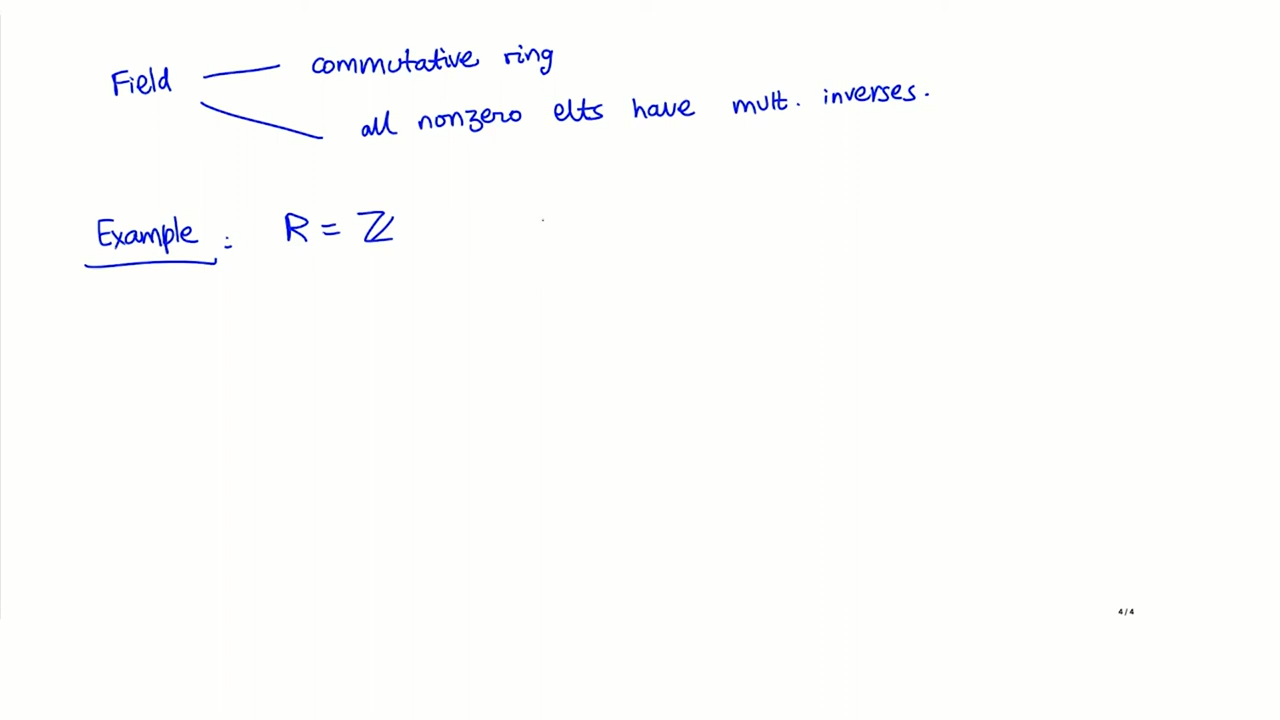 Field — commutative ring
all nonzero elts have mult. inverses.
Example : R = ℤ
4/4